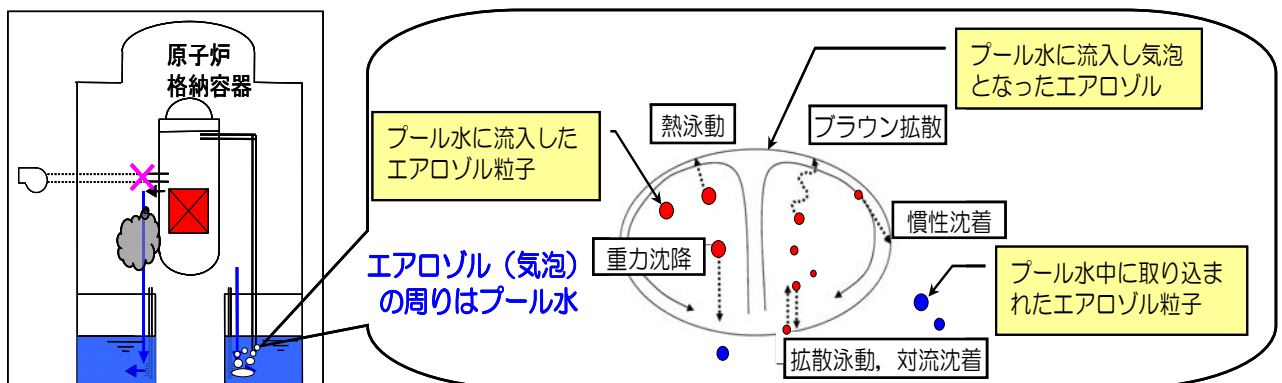 原子炉
格納容器
プール水に流入した
エアロゾル粒子
エアロゾル（気泡）
の周りはプール水
プール水に流入し気泡
となったエアロゾル
熱泳動
ブラウン拡散
慣性沈着
重力沈降
プール水中に取り込ま
れたエアロゾル粒子
拡散泳動，対流沈着